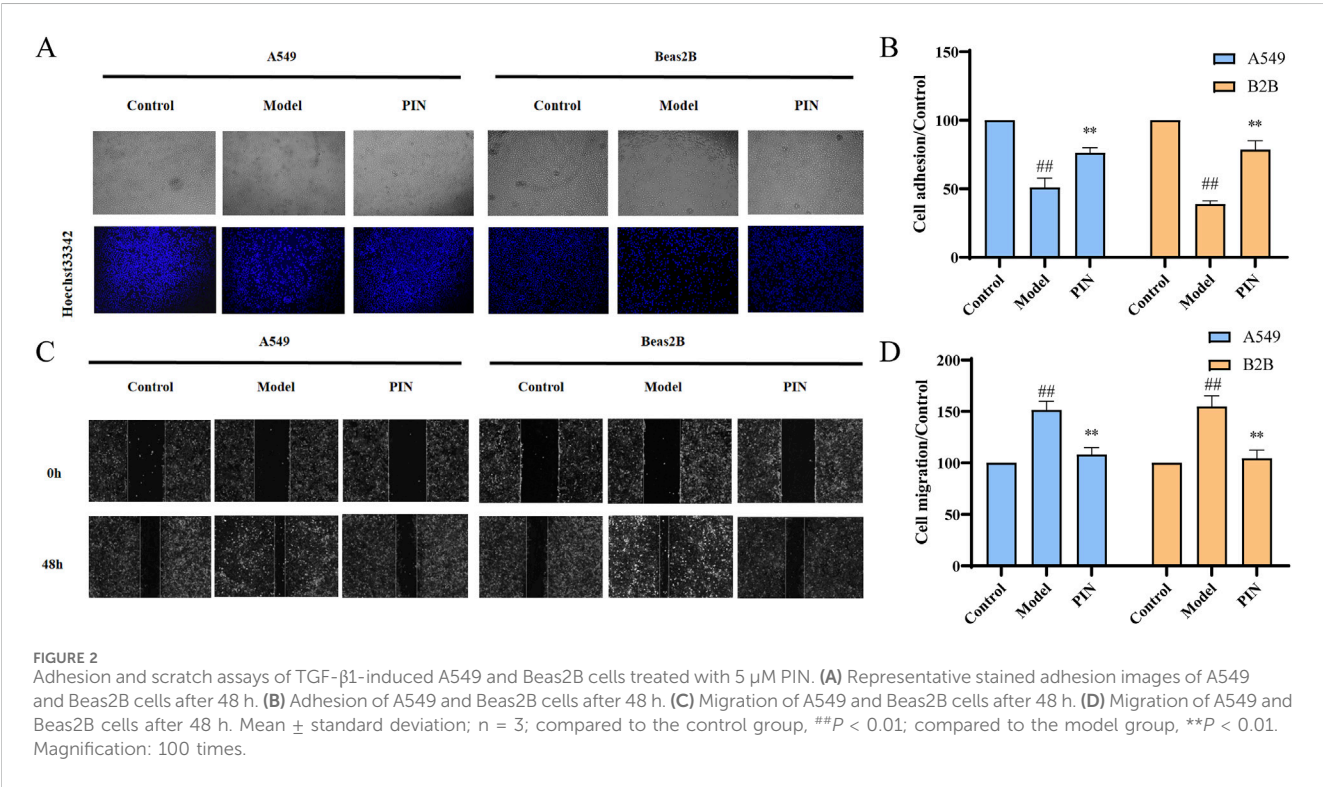 A
A549
Beas2B
Control
Model
PIN
Control
Model
PIN
Hoechst33342
B
150
100
50
0
Cell adhesion/Control
A549
B2B
##
**
##
**
Control
Model
PIN
Control
Model
PIN
C
A549
Beas2B
Control
Model
PIN
Control
Model
PIN
0h
48h
D
200
150
100
50
0
Cell migration/Control
A549
B2B
##
**
##
**
Control
Model
PIN
Control
Model
PIN
FIGURE 2
Adhesion and scratch assays of TGF-β1-induced A549 and Beas2B cells treated with 5 µM PIN. (A) Representative stained adhesion images of A549
and Beas2B cells after 48 h. (B) Adhesion of A549 and Beas2B cells after 48 h. (C) Migration of A549 and Beas2B cells after 48 h. (D) Migration of A549 and
Beas2B cells after 48 h. Mean ± standard deviation; n = 3; compared to the control group, ##P < 0.01; compared to the model group, **P < 0.01.
Magnification: 100 times.